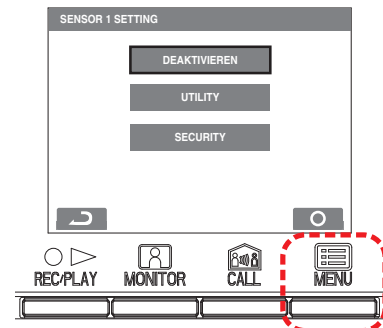 SENSOR 1 SETTING
DEAKTIVIEREN
UTILITY
SECURITY
REC/PLAY MONITOR CALL MENU